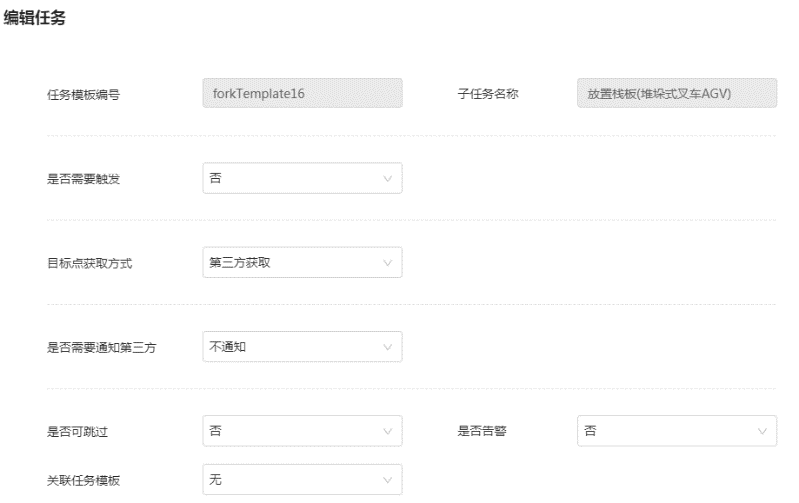 编辑任务
任务模板编号 forkTemplate16 子任务名称 放置栈板(堆垛式叉车AGV)
是否需要触发 否
目标点获取方式 第三方获取
是否需要通知第三方 不通知
是否可跳过 否 是否告警 否
关联任务模板 无